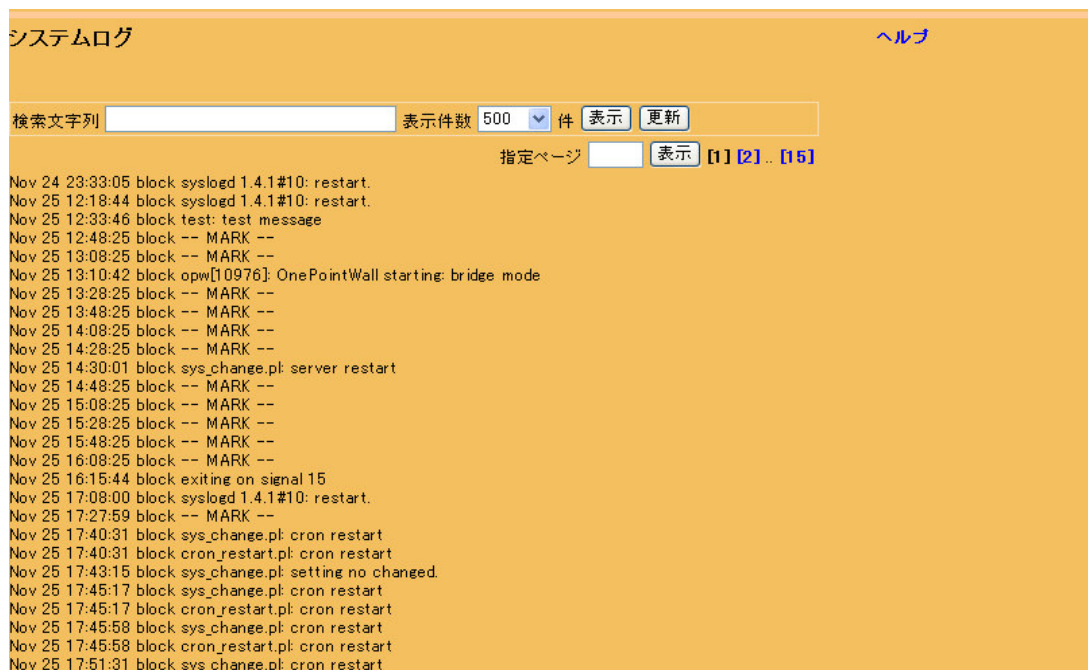 システムログ ヘルプ
検索文字列 表示件数 500 件 表示 更新
指定ページ 表示 [1] [2] .. [15]
Nov 24 23:33:05 block syslogd 1.4.1#10: restart.
Nov 25 12:18:44 block syslogd 1.4.1#10: restart.
Nov 25 12:33:46 block test: test message
Nov 25 12:48:25 block -- MARK --
Nov 25 13:08:25 block -- MARK --
Nov 25 13:10:42 block opw[10976]: OnePointWall starting: bridge mode
Nov 25 13:28:25 block -- MARK --
Nov 25 13:48:25 block -- MARK --
Nov 25 14:08:25 block -- MARK --
Nov 25 14:28:25 block -- MARK --
Nov 25 14:30:01 block sys_change.pl: server restart
Nov 25 14:48:25 block -- MARK --
Nov 25 15:08:25 block -- MARK --
Nov 25 15:28:25 block -- MARK --
Nov 25 15:48:25 block -- MARK --
Nov 25 16:08:25 block -- MARK --
Nov 25 16:15:44 block exiting on signal 15
Nov 25 17:08:00 block syslogd 1.4.1#10: restart.
Nov 25 17:27:59 block -- MARK --
Nov 25 17:40:31 block sys_change.pl: cron restart
Nov 25 17:40:31 block cron_restart.pl: cron restart
Nov 25 17:43:15 block sys_change.pl: setting no changed.
Nov 25 17:45:17 block sys_change.pl: cron restart
Nov 25 17:45:17 block cron_restart.pl: cron restart
Nov 25 17:45:58 block sys_change.pl: cron restart
Nov 25 17:45:58 block cron_restart.pl: cron restart
Nov 25 17:51:31 block sys_change.pl: cron restart